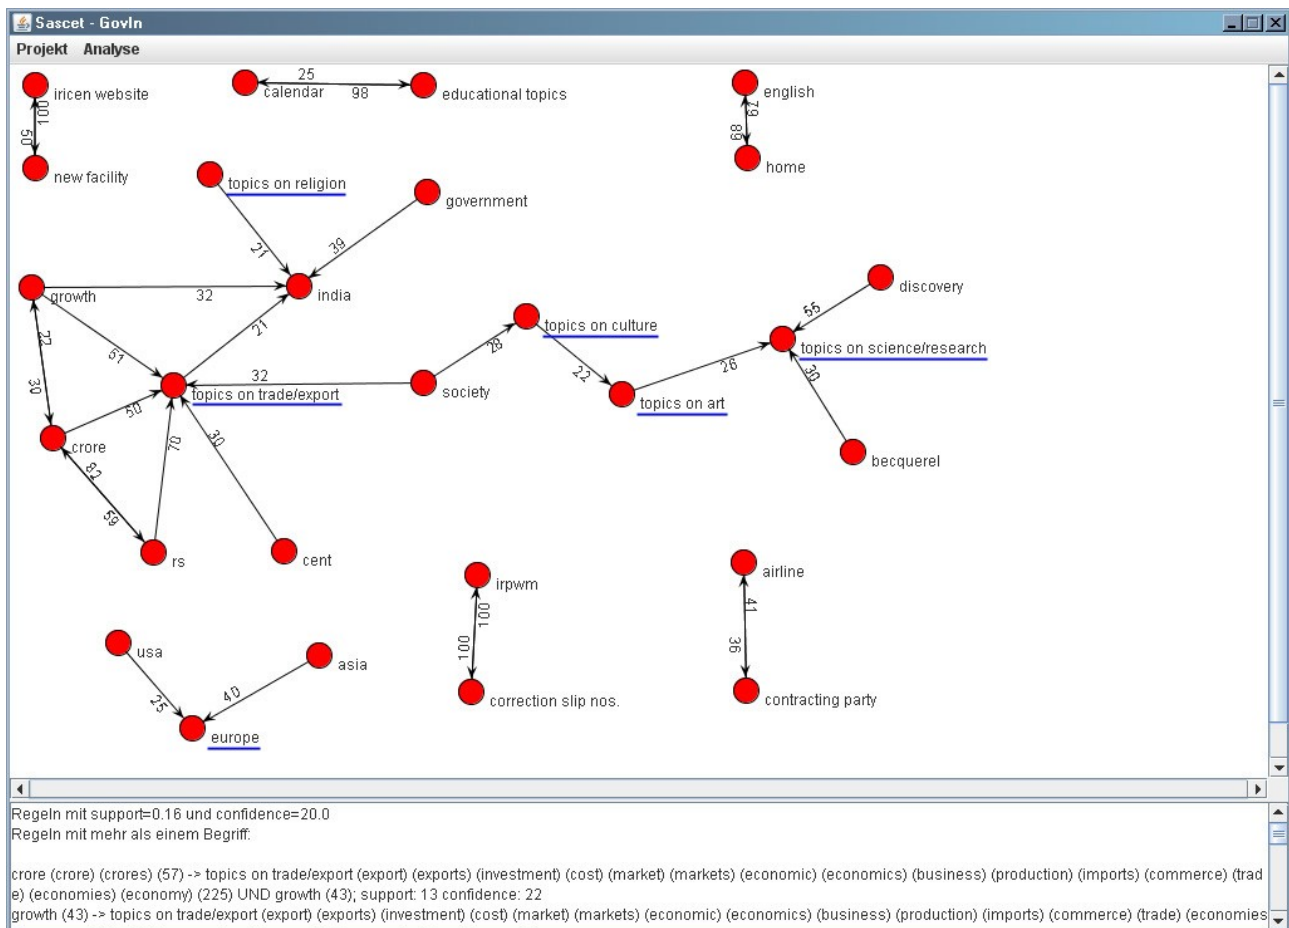 Sascet - GovIn
Projekt Analyse
iricen website
100
50
new facility
calendar
25
98
educational topics
english
79
89
home
topics on religion
government
21
39
growth
32
india
22
30
51
21
topics on trade/export
32
society
28
topics on culture
22
topics on art
26
topics on science/research
55
discovery
30
becquerel
crore
50
82
59
70
30
rs
cent
irpwm
100
100
correction slip nos.
airline
41
36
contracting party
usa
asia
25
40
europe
Regeln mit support=0.16 und confidence=20.0
Regeln mit mehr als einem Begriff:
crore (crore) (crores) (57) -> topics on trade/export (export) (exports) (investment) (cost) (market) (markets) (economic) (economics) (business) (production) (imports) (commerce) (trad
e) (economies) (economy) (225) UND growth (43); support: 13 confidence: 22
growth (43) -> topics on trade/export (export) (exports) (investment) (cost) (market) (markets) (economic) (economics) (business) (production) (imports) (commerce) (trade) (economies